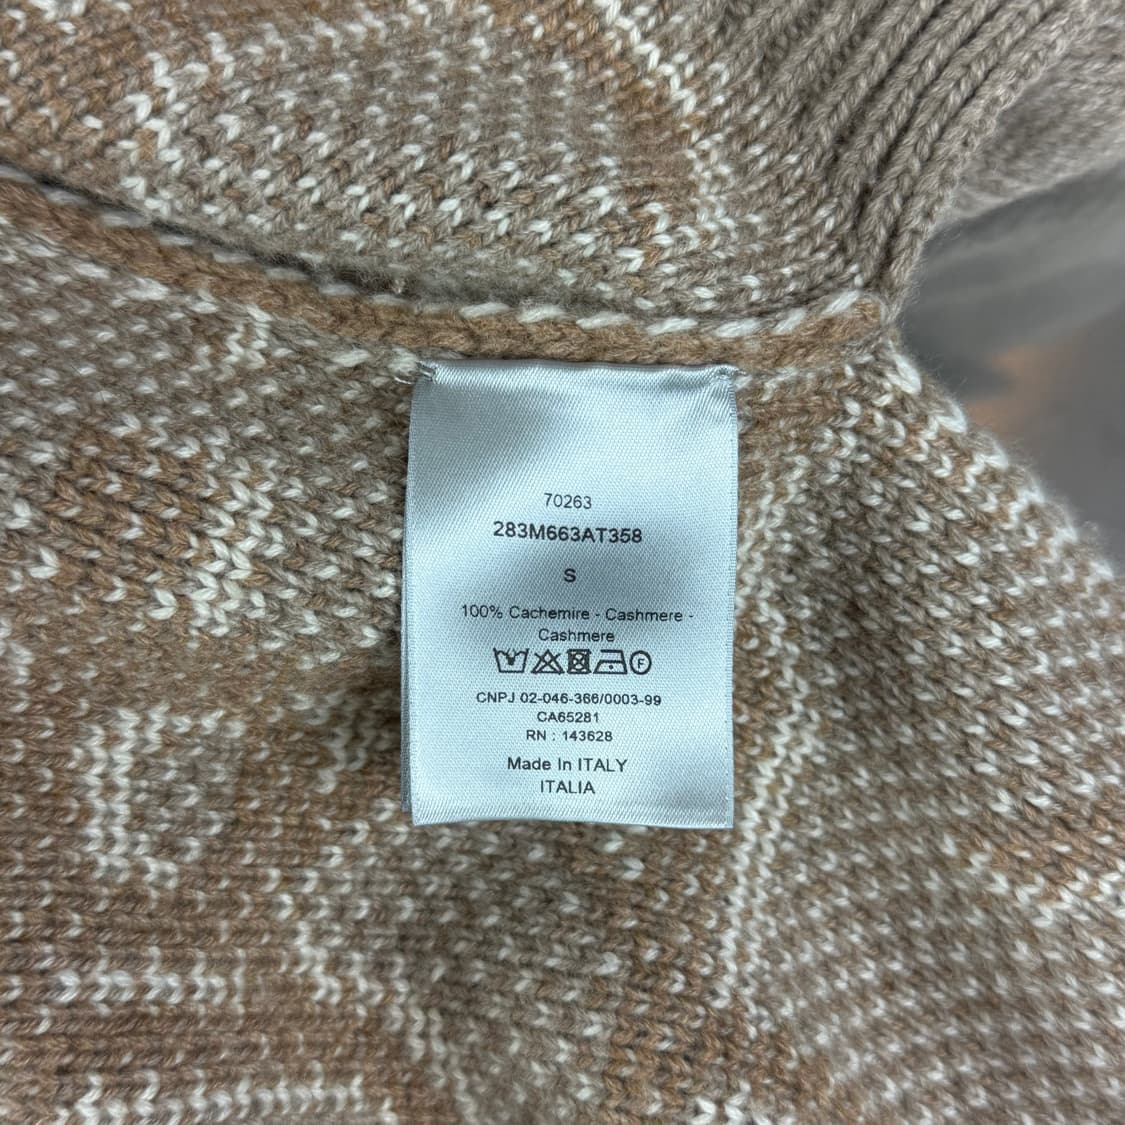 70263
283M663AT358
S
100% Cachemire - Cashmere -
Cashmere
F
CNPJ 02-046-366/0003-99
CA65281
RN : 143628
Made In ITALY
ITALIA